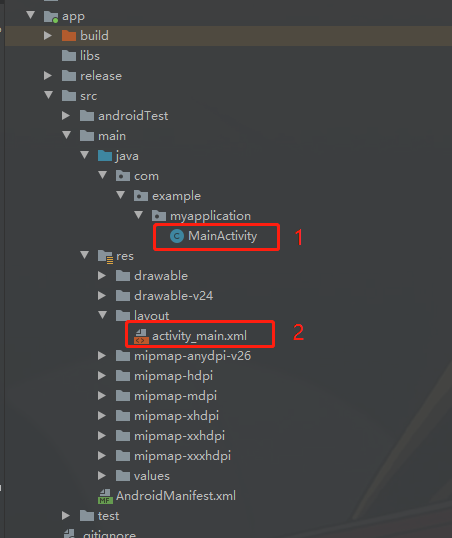 app
build
libs
release
src
androidTest
main
java
com
example
myapplication
MainActivity 1
res
drawable
drawable-v24
layout
activity_main.xml 2
mipmap-anydpi-v26
mipmap-hdpi
mipmap-mdpi
mipmap-xhdpi
mipmap-xxhdpi
mipmap-xxxhdpi
values
AndroidManifest.xml
test
.gitignore